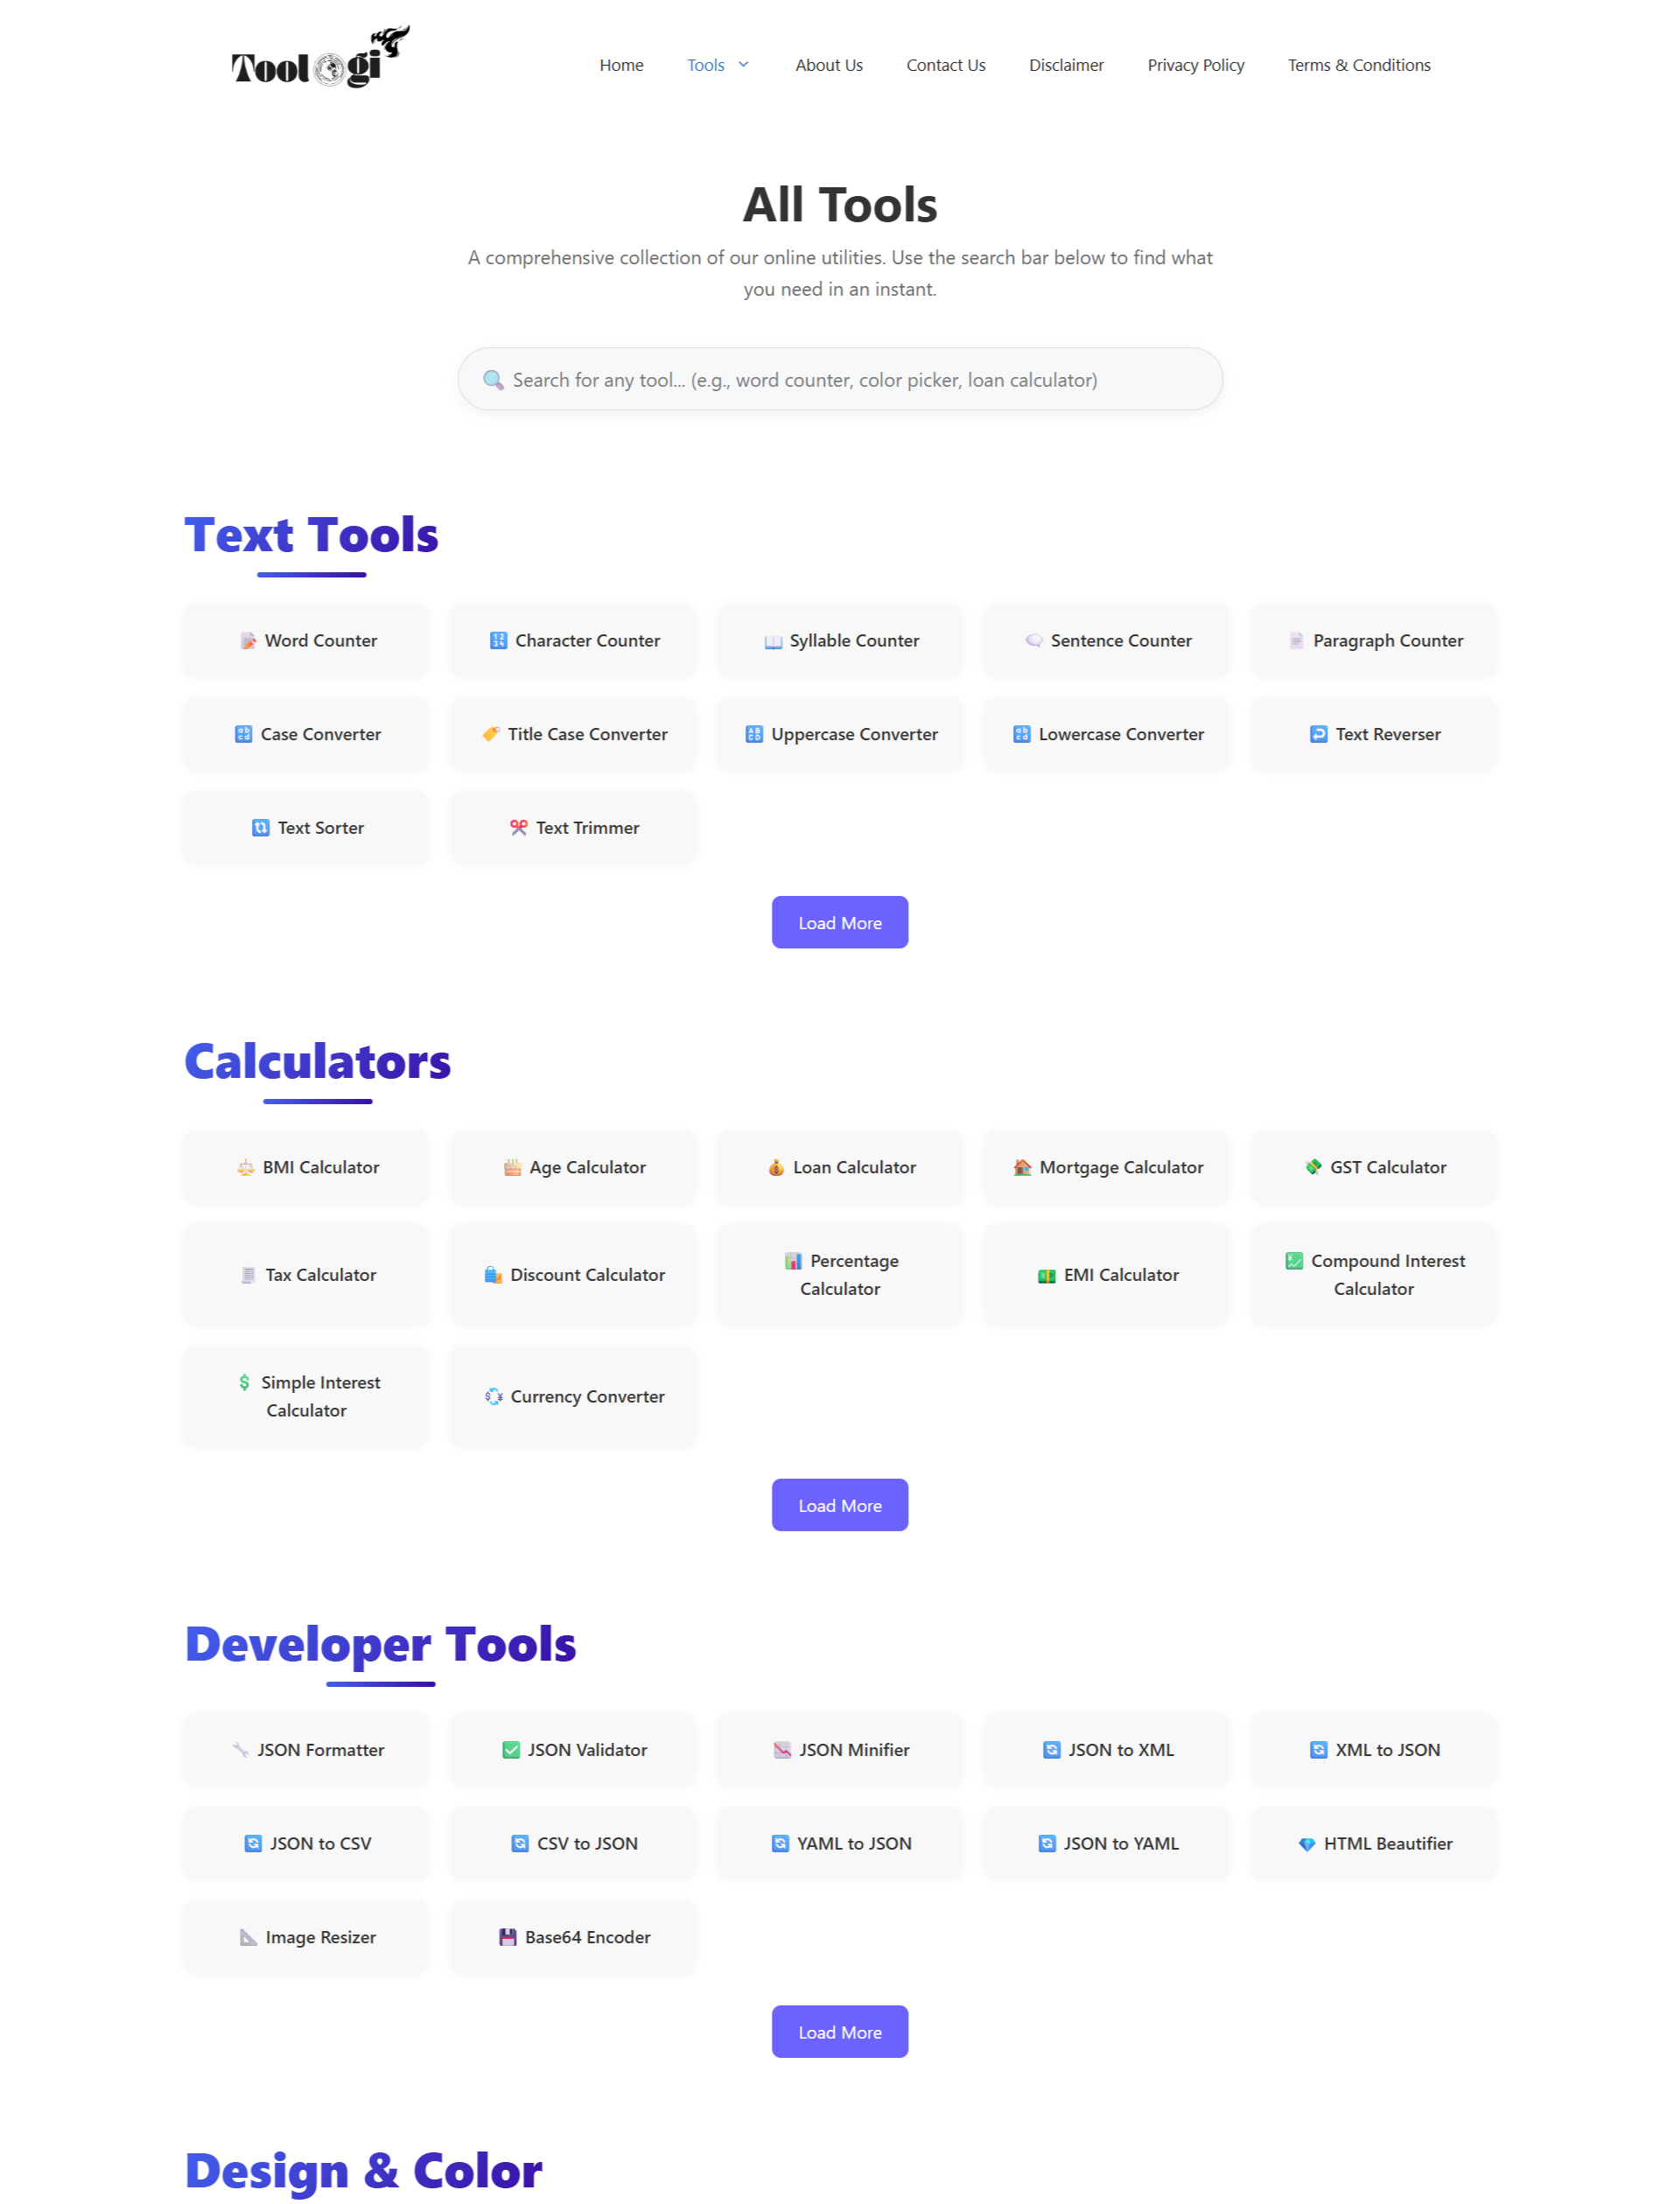 Toologi
Home
Tools
About Us
Contact Us
Disclaimer
Privacy Policy
Terms & Conditions
All Tools
A comprehensive collection of our online utilities. Use the search bar below to find what
you need in an instant.
🔍 Search for any tool... (e.g., word counter, color picker, loan calculator)
Text Tools
📝 Word Counter
🔢 Character Counter
📖 Syllable Counter
🗨️ Sentence Counter
📄 Paragraph Counter
🔡 Case Converter
🏷️ Title Case Converter
🔠 Uppercase Converter
🔡 Lowercase Converter
↩️ Text Reverser
🔃 Text Sorter
✂️ Text Trimmer
Load More
Calculators
⚖️ BMI Calculator
🎂 Age Calculator
💰 Loan Calculator
🏠 Mortgage Calculator
💸 GST Calculator
🧾 Tax Calculator
🛍️ Discount Calculator
📊 Percentage
Calculator
💵 EMI Calculator
💹 Compound Interest
Calculator
💲 Simple Interest
Calculator
💱 Currency Converter
Load More
Developer Tools
🔧 JSON Formatter
✅ JSON Validator
📉 JSON Minifier
🔄 JSON to XML
🔄 XML to JSON
🔄 JSON to CSV
🔄 CSV to JSON
🔄 YAML to JSON
🔄 JSON to YAML
💎 HTML Beautifier
📐 Image Resizer
💾 Base64 Encoder
Load More
Design & Color